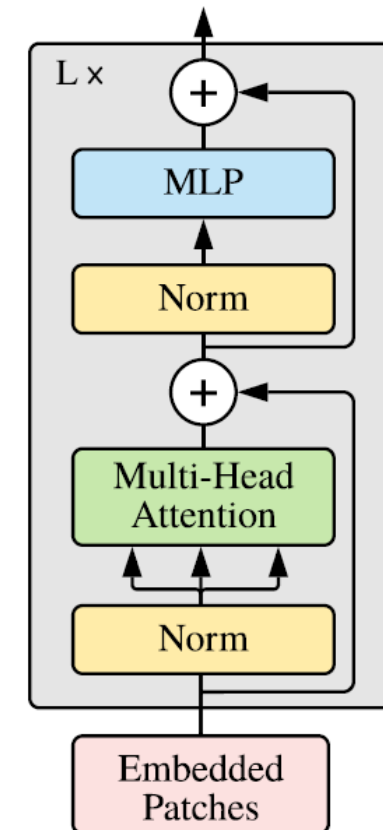 L ×
+
MLP
Norm
+
Multi-Head
Attention
Norm
Embedded
Patches